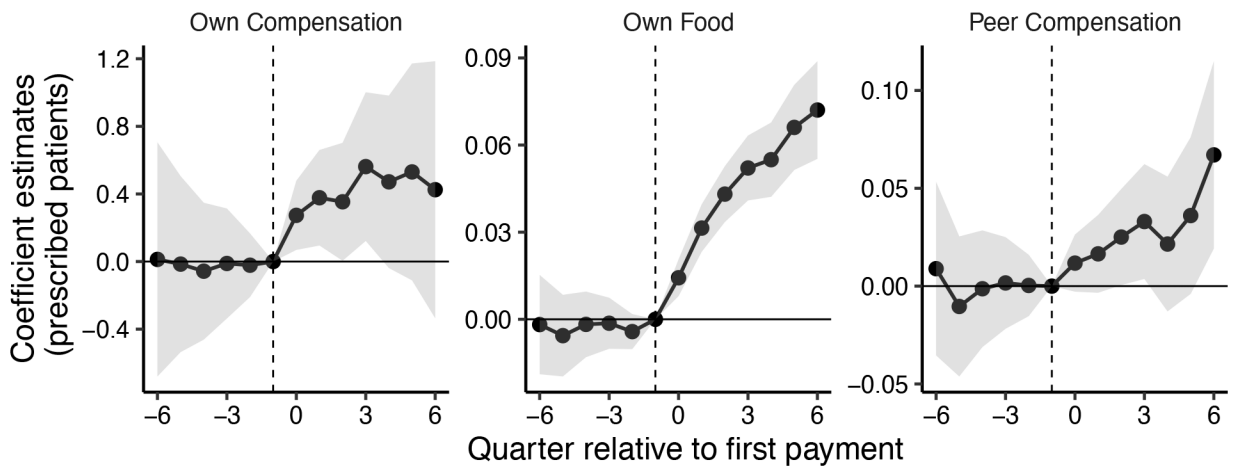 Own Compensation
Own Food
Peer Compensation
Coefficient estimates
(prescribed patients)
1.2
0.8
0.4
0.0
−0.4
0.09
0.06
0.03
0.00
0.10
0.05
0.00
−0.05
−6 −3 0 3 6
−6 −3 0 3 6
−6 −3 0 3 6
Quarter relative to first payment